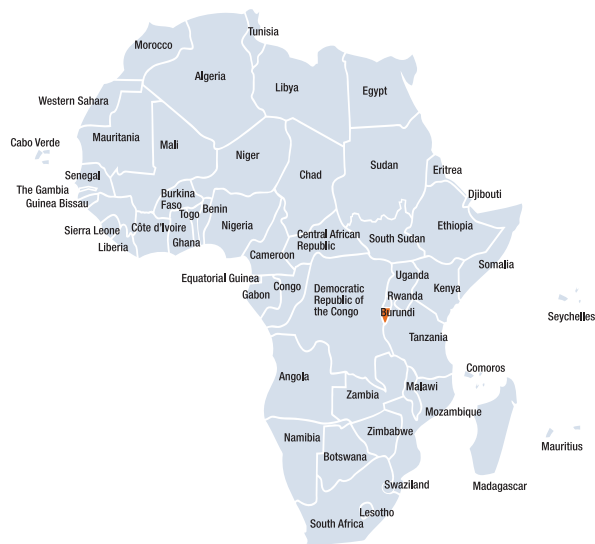 Tunisia
Morocco
Algeria
Libya
Egypt
Western Sahara
Cabo Verde
Mauritania
Mali
Niger
Chad
Sudan
Eritrea
Senegal
Djibouti
The Gambia
Guinea Bissau
Burkina
Faso
Benin
Togo
Nigeria
Ethiopia
Sierra Leone
Côte d'Ivoire
Ghana
Liberia
Central African
Republic
South Sudan
Cameroon
Somalia
Equatorial Guinea
Gabon
Congo
Democratic
Republic of
the Congo
Uganda
Rwanda
Kenya
Burundi
Seychelles
Tanzania
Comoros
Angola
Malawi
Zambia
Mozambique
Namibia
Zimbabwe
Botswana
Mauritius
Swaziland
Madagascar
Lesotho
South Africa